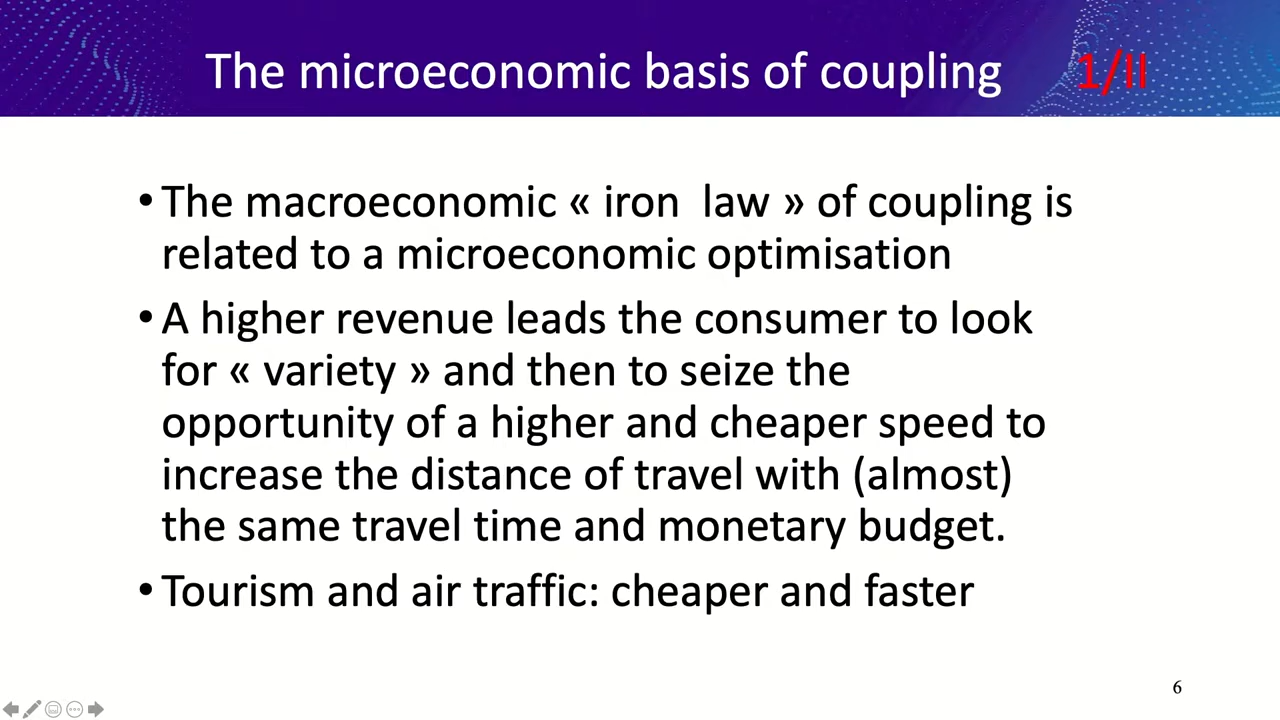 The microeconomic basis of coupling 1/II
• The macroeconomic « iron  law » of coupling is
related to a microeconomic optimisation
• A higher revenue leads the consumer to look
for « variety » and then to seize the
opportunity of a higher and cheaper speed to
increase the distance of travel with (almost)
the same travel time and monetary budget.
• Tourism and air traffic: cheaper and faster
6